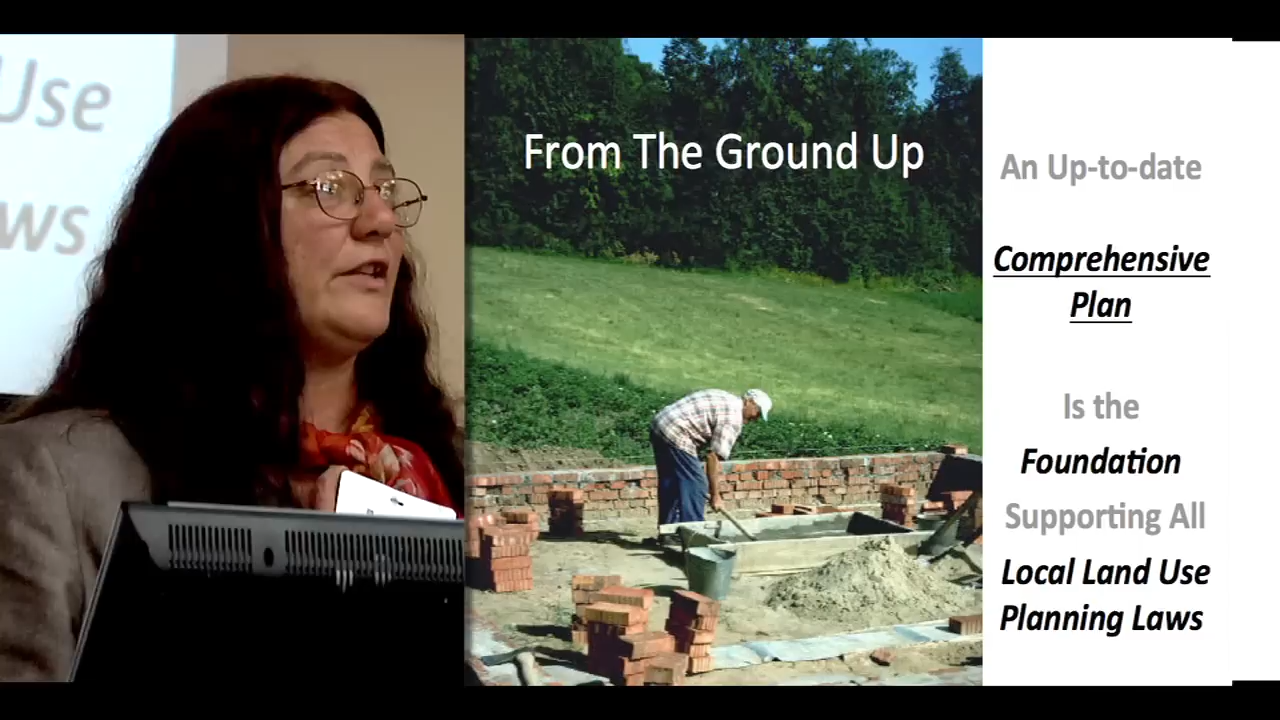 Use
ws
From The Ground Up
An Up-to-date
Comprehensive
Plan
Is the
Foundation
Supporting All
Local Land Use
Planning Laws